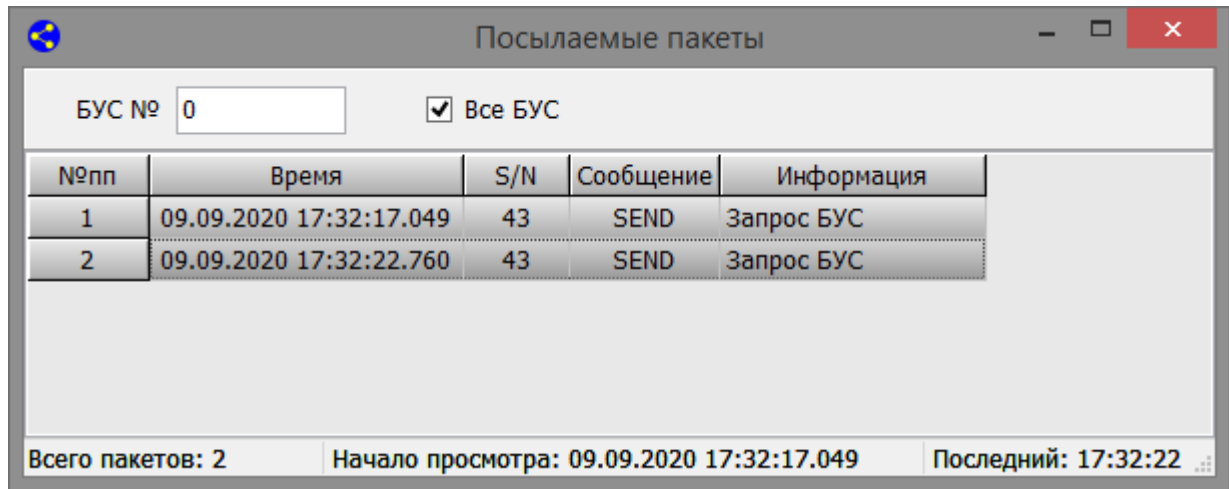 Посылаемые пакеты
БУС № 0 Все БУС
№пп Время S/N Сообщение Информация
1 09.09.2020 17:32:17.049 43 SEND Запрос БУС
2 09.09.2020 17:32:22.760 43 SEND Запрос БУС
Всего пакетов: 2 Начало просмотра: 09.09.2020 17:32:17.049 Последний: 17:32:22